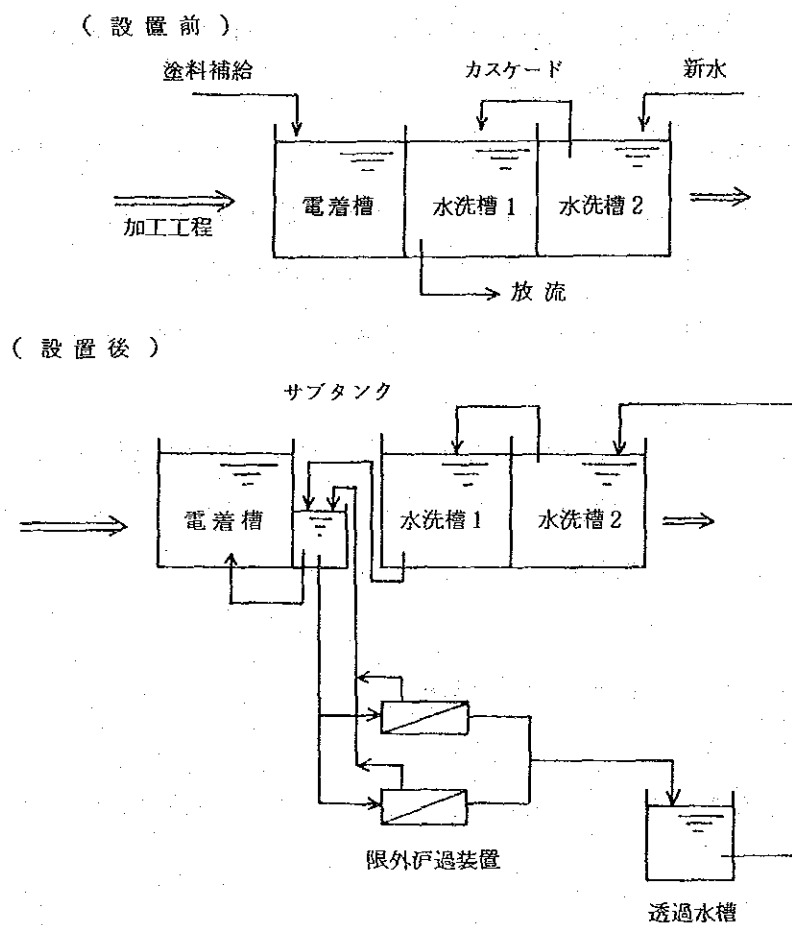 (設置前)
塗料補給 カスケード 新水
加工工程
電着槽 水洗槽1 水洗槽2
放流
(設置後)
サブタンク
電着槽 水洗槽1 水洗槽2
限外沪過装置
透過水槽